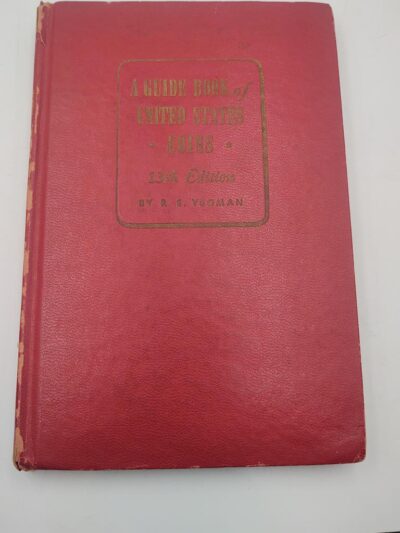 A GUIDE BOOK of
UNITED STATES
★ COINS ★
13th Edition
BY R. S. YEOMAN